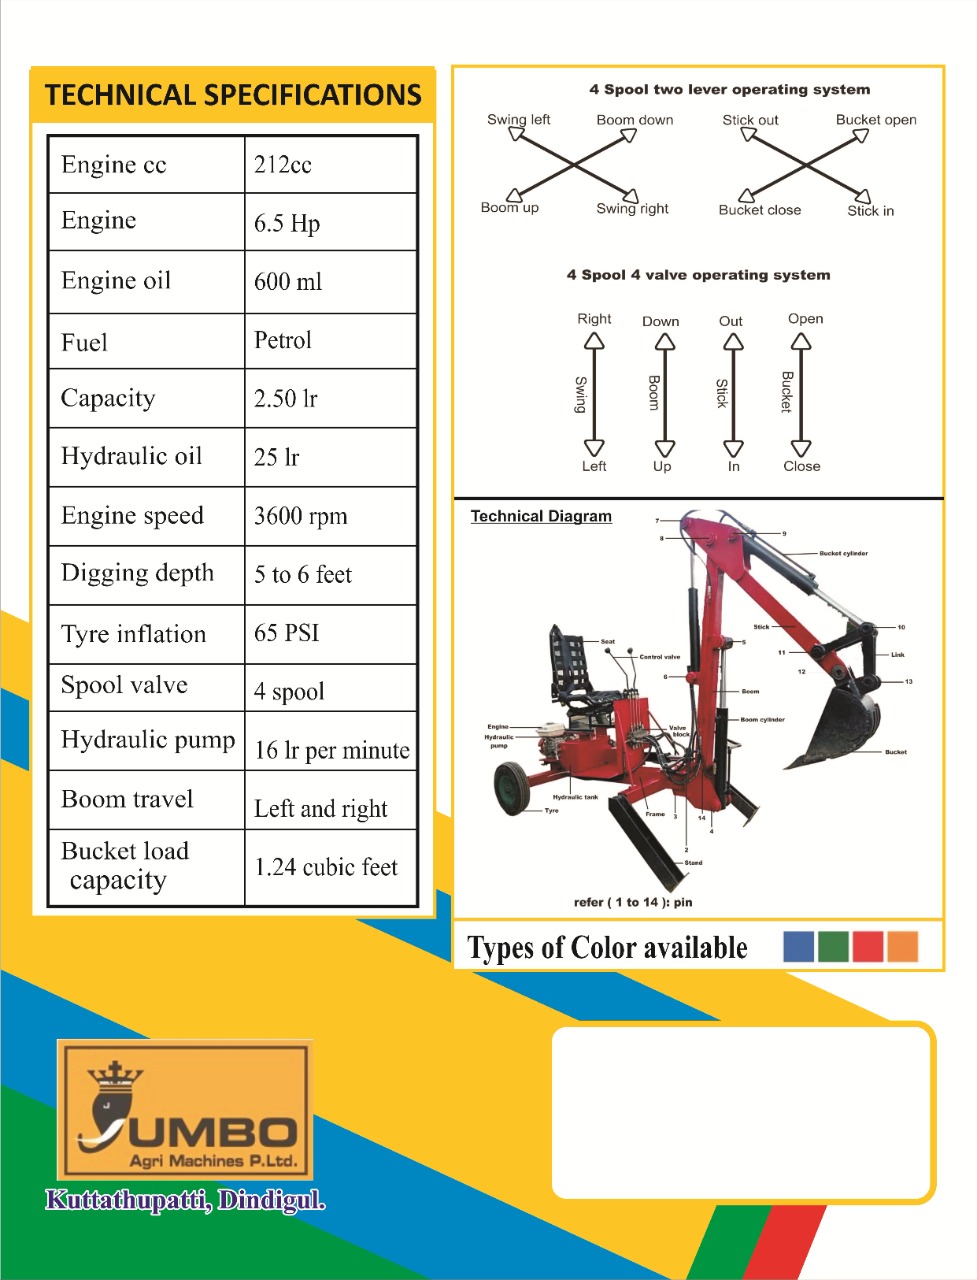 TECHNICAL SPECIFICATIONS
Engine cc 212cc
Engine 6.5 Hp
Engine oil 600 ml
Fuel Petrol
Capacity 2.50 lr
Hydraulic oil 25 lr
Engine speed 3600 rpm
Digging depth 5 to 6 feet
Tyre inflation 65 PSI
Spool valve 4 spool
Hydraulic pump 16 lr per minute
Boom travel Left and right
Bucket load
capacity 1.24 cubic feet
4 Spool two lever operating system
Swing left Boom down Stick out Bucket open
Boom up Swing right Bucket close Stick in
4 Spool 4 valve operating system
Right Down Out Open
Swing Boom Stick Bucket
Left Up In Close
Technical Diagram
7
8
9
Bucket cylinder
Stick
10
11
Link
12
13
Seat
5
Control valve
6
Boom
Boom cylinder
Engine
Hydraulic
pump
Valve
block
Bucket
Hydraulic tank
Tyre
Frame
3
14
4
2
Stand
refer ( 1 to 14 ): pin
Types of Color available
JUMBO
Agri Machines P.Ltd.
Kuttathupatti, Dindigul.